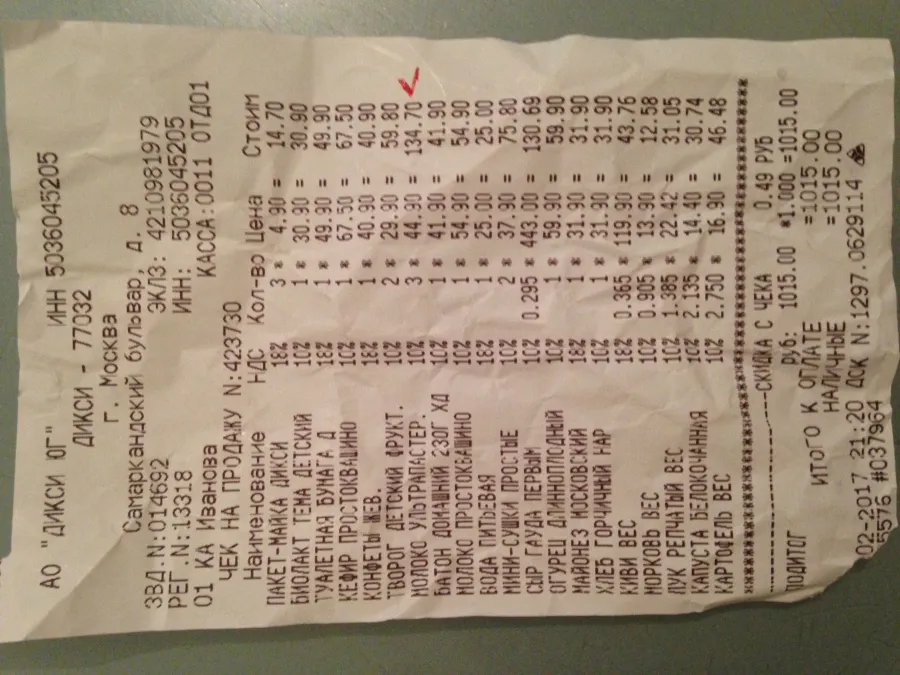 АО "ДИКСИ ЮГ" ИНН 5036045205
ДИКСИ - 77032
г. Москва
Самаркандский бульвар, д. 8
ЗВД.N:014692 ЭКЛЗ: 4210981979
РЕГ.N:13318 ИНН: 5036045205
01 КА Иванова КАССА:0011 ОТД01
ЧЕК НА ПРОДАЖУ N:423730
Наименование НДС Кол-во Цена Стоим
ПАКЕТ-МАЙКА ДИКСИ 18% 3 * 4.90 = 14.70
БИОЛАКТ ТЕМА ДЕТСКИЙ 10% 1 * 30.90 = 30.90
ТУАЛЕТНАЯ БУМАГА Д 18% 1 * 49.90 = 49.90
КЕФИР ПРОСТОКВАШИНО 10% 1 * 67.50 = 67.50
КОНФЕТЫ ЖЕВ. 18% 1 * 40.90 = 40.90
ТВОРОГ ДЕТСКИЙ ФРУКТ. 10% 2 * 29.90 = 59.80
МОЛОКО УЛЬТРАПАСТЕР. 10% 3 * 44.90 = 134.70
БАТОН ДОМАШНИЙ 230Г ХД 10% 1 * 41.90 = 41.90
МОЛОКО ПРОСТОКВАШИНО 10% 1 * 54.90 = 54.90
ВОДА ПИТЬЕВАЯ 18% 1 * 25.00 = 25.00
МИНИ-СУШКИ ПРОСТЫЕ 10% 2 * 37.90 = 75.80
СЫР ГАУДА ПЕРВЫМ 10% 0.295 * 443.00 = 130.69
ОГУРЕЦ ДЛИННОПЛОДНЫЙ 10% 1 * 59.90 = 59.90
МАЙОНЕЗ МОСКОВСКИЙ 18% 1 * 31.90 = 31.90
ХЛЕБ ГОРЧИЧНЫЙ НАР 10% 1 * 31.90 = 31.90
КИВИ ВЕС 18% 0.365 * 119.90 = 43.76
МОРКОВЬ ВЕС 10% 0.905 * 13.90 = 12.58
ЛУК РЕПЧАТЫЙ ВЕС 10% 1.385 * 22.42 = 31.05
КАПУСТА БЕЛОКОЧАННАЯ 10% 2.135 * 14.40 = 30.74
КАРТОФЕЛЬ ВЕС 10% 2.750 * 16.90 = 46.48
СКИДКА С ЧЕКА 0.49 РУБ
ПОДИТОГ руб: 1015.00 *1.000 =1015.00
ИТОГО К ОПЛАТЕ =1015.00
НАЛИЧНЫЕ =1015.00
02-2017 21:20 ДОК N:1297.0629114
5576 #037964